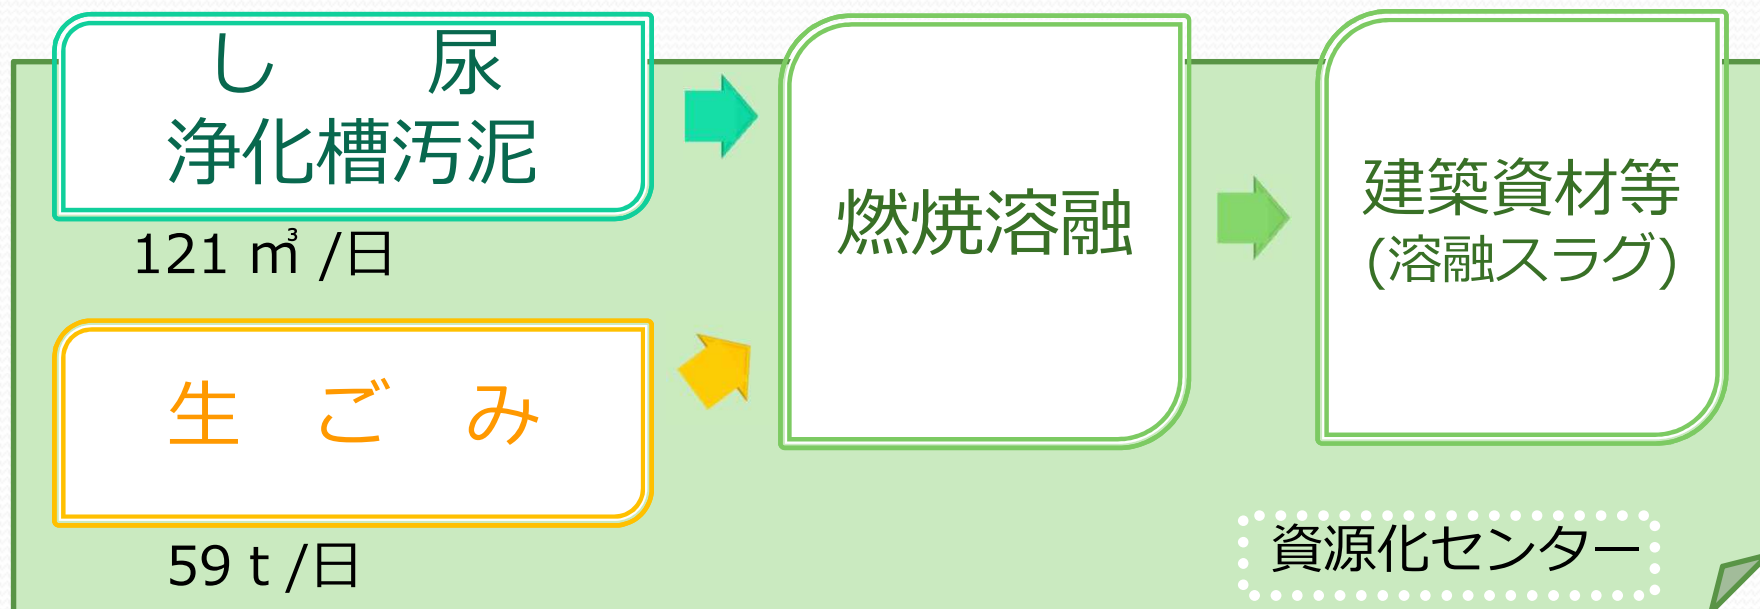 し 尿
浄化槽汚泥
121 ㎥ /日
生 ご み
59 t /日
燃焼溶融
建築資材等
(溶融スラグ)
資源化センター